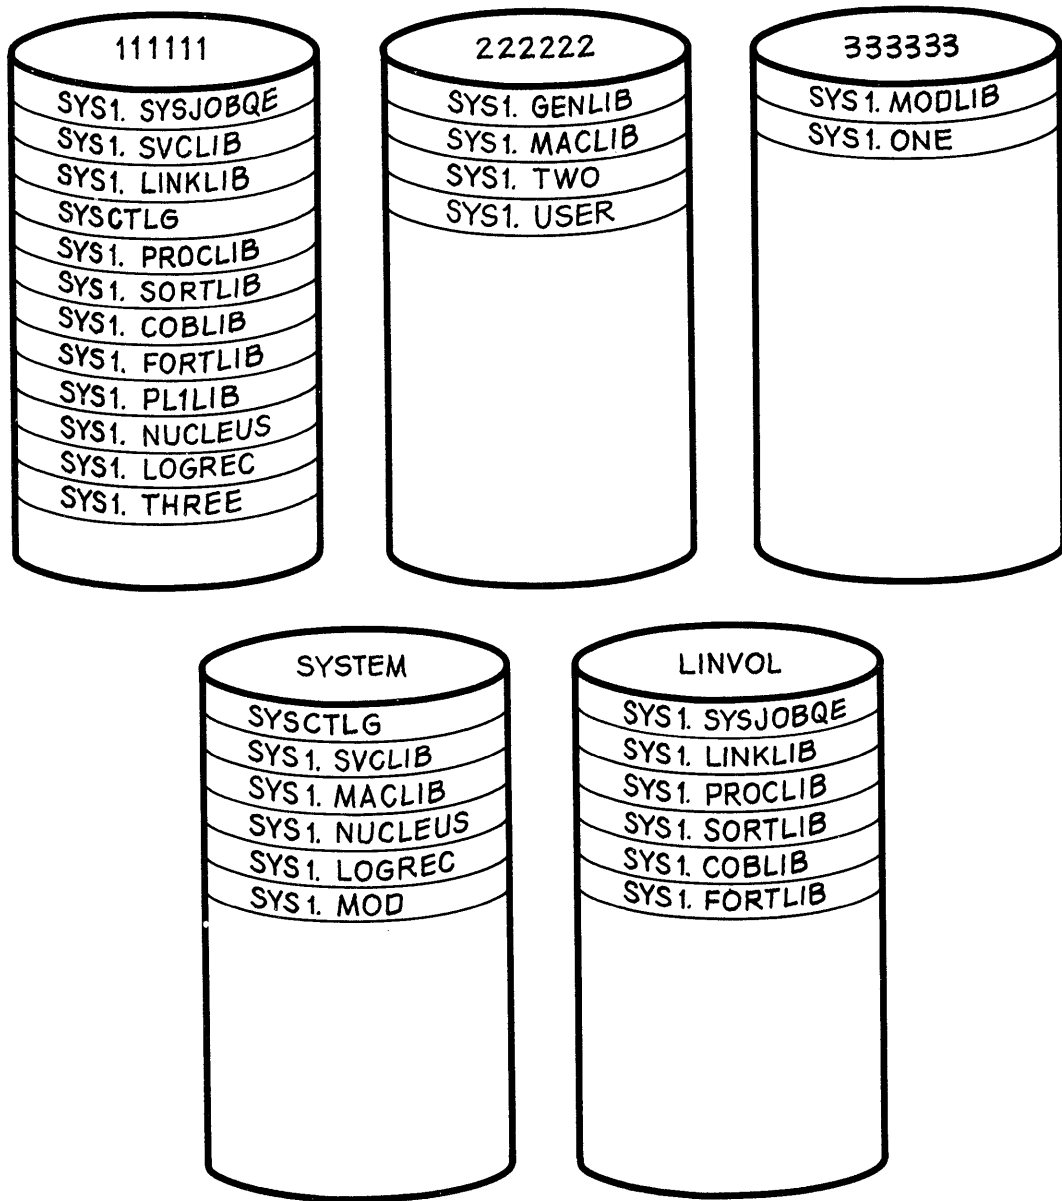 111111
SYS1. SYSJOBQE
SYS1. SVCLIB
SYS1. LINKLIB
SYSCTLG
SYS1. PROCLIB
SYS1. SORTLIB
SYS1. COBLIB
SYS1. FORTLIB
SYS1. PL1LIB
SYS1. NUCLEUS
SYS1. LOGREC
SYS1. THREE
222222
SYS1. GENLIB
SYS1. MACLIB
SYS1. TWO
SYS1. USER
333333
SYS1. MODLIB
SYS1. ONE
SYSTEM
SYSCTLG
SYS1. SVCLIB
SYS1. MACLIB
SYS1. NUCLEUS
SYS1. LOGREC
SYS1. MOD
LINVOL
SYS1. SYSJOBQE
SYS1. LINKLIB
SYS1. PROCLIB
SYS1. SORTLIB
SYS1. COBLIB
SYS1. FORTLIB